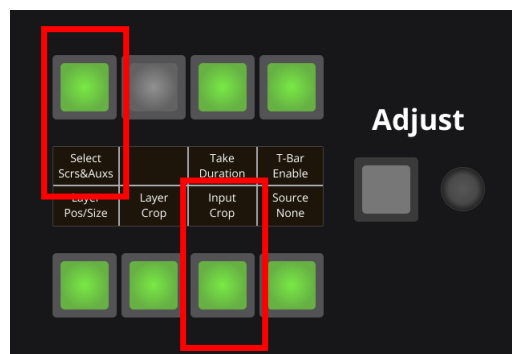 Adjust
Select
Scrs&Auxs
Take
Duration
T-Bar
Enable
Layer
Pos/Size
Layer
Crop
Input
Crop
Source
None